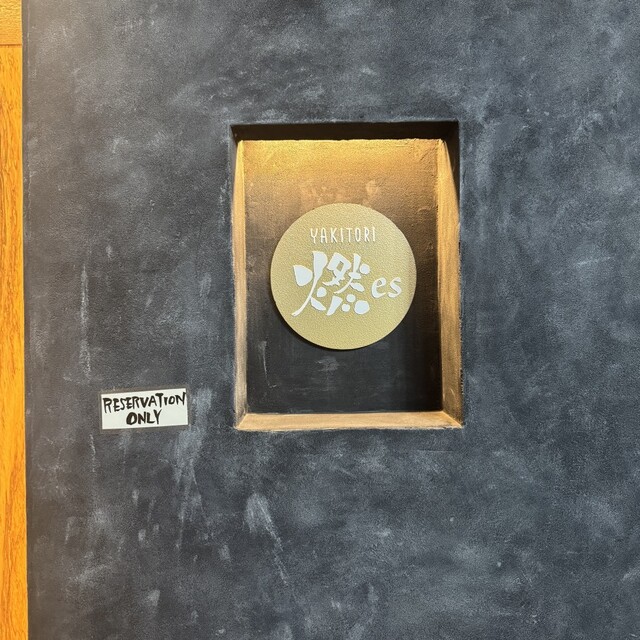 YAKITORI
燃es
RESERVATION
ONLY